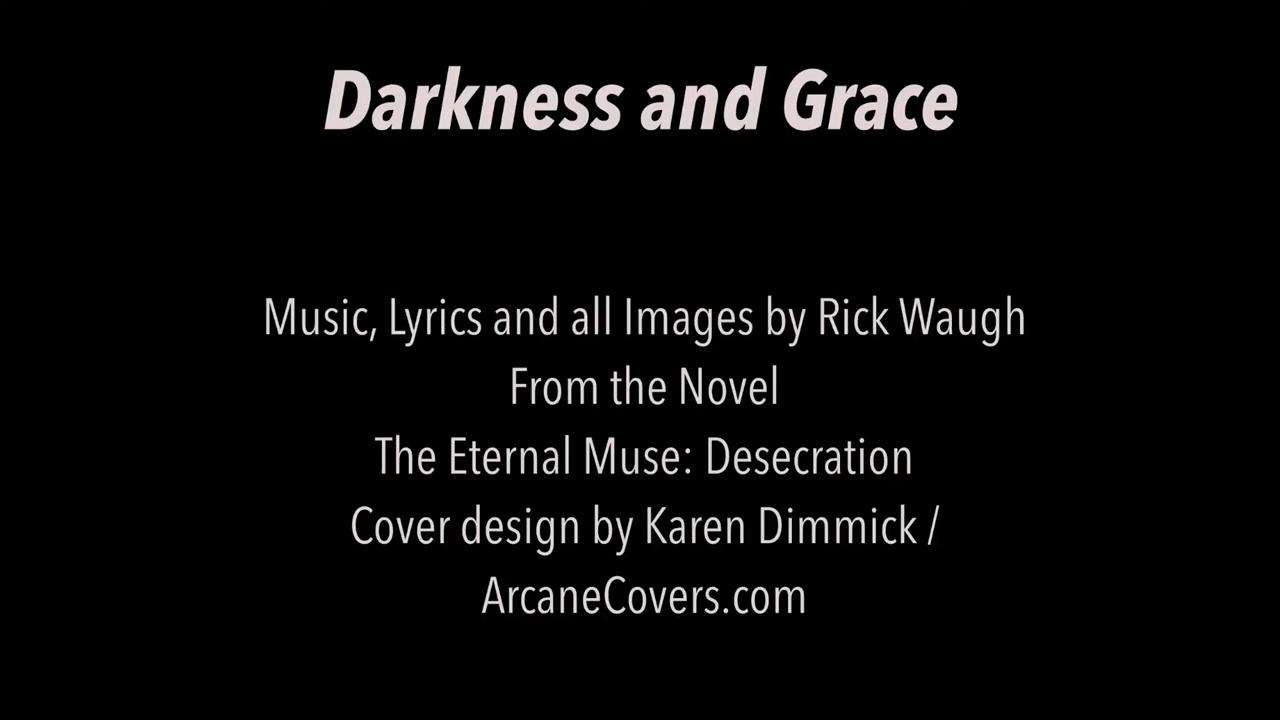 Darkness and Grace
Music, Lyrics and all Images by Rick Waugh
From the Novel
The Eternal Muse: Desecration
Cover design by Karen Dimmick /
ArcaneCovers.com